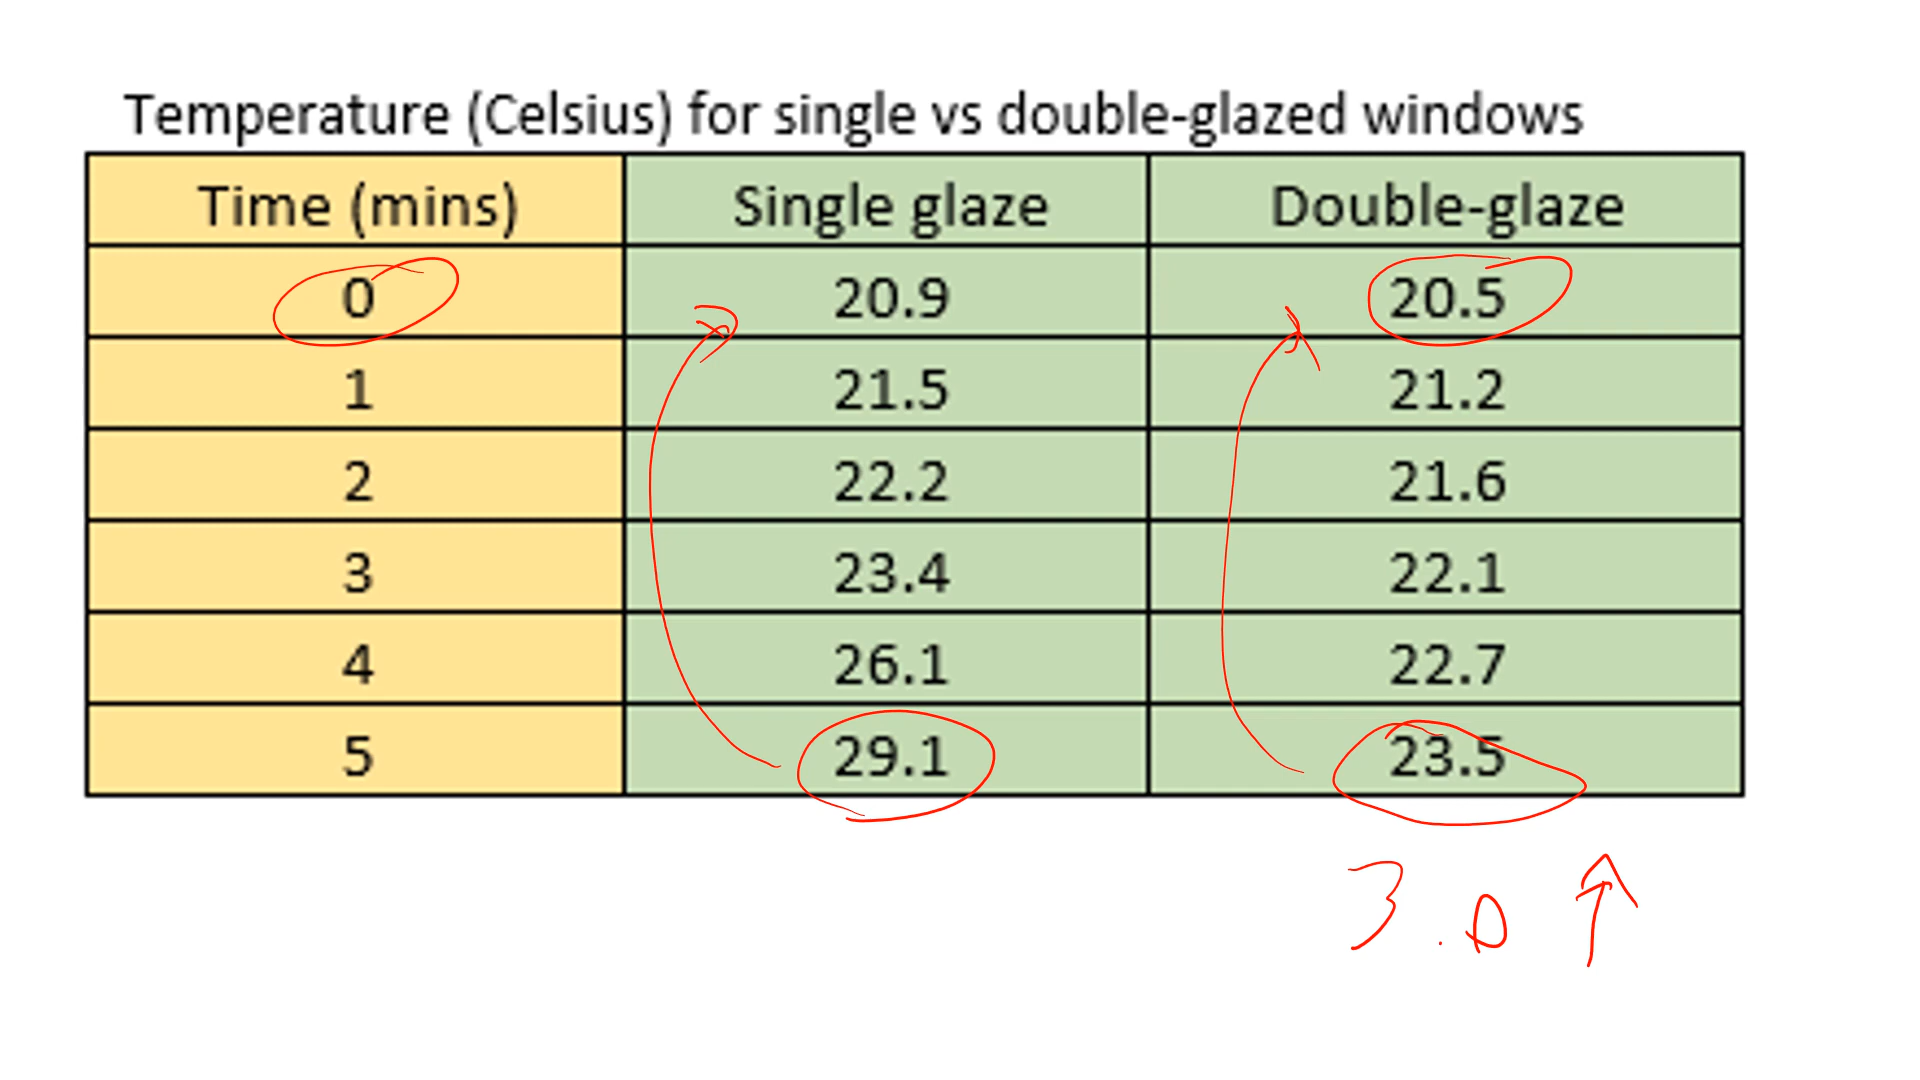 Temperature (Celsius) for single vs double-glazed windows
Time (mins) Single glaze Double-glaze
0 20.9 20.5
1 21.5 21.2
2 22.2 21.6
3 23.4 22.1
4 26.1 22.7
5 29.1 23.5
3.0 ↑